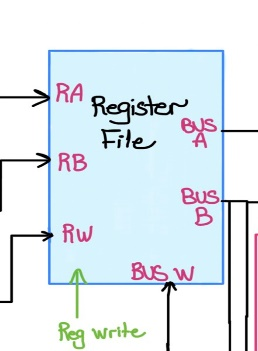 RA
Register
File
BUS
A
RB
BUS
B
RW
BUS W
Reg write